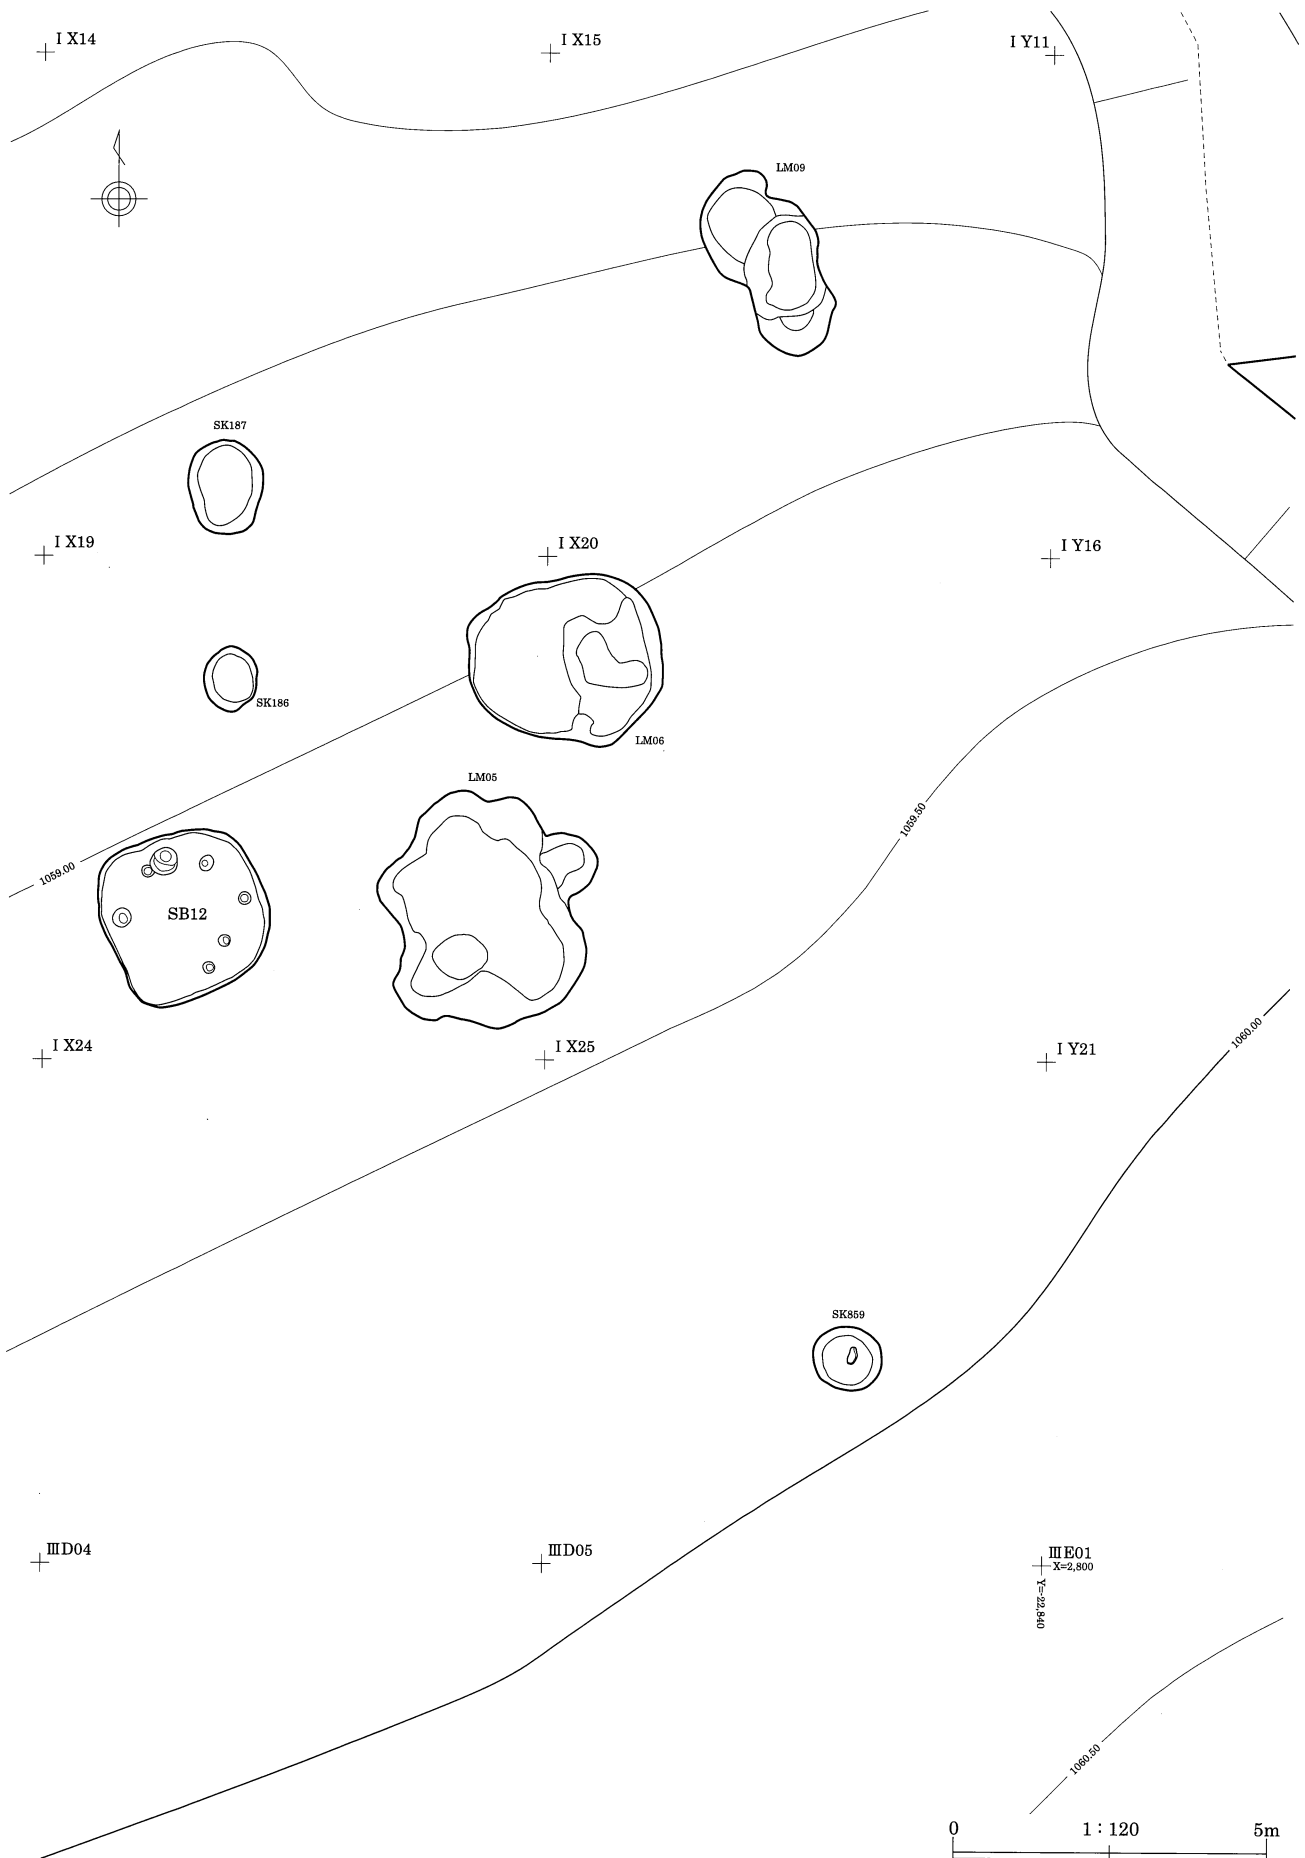 I X14
I X15
I Y11
LM09
SK187
I X19
I X20
I Y16
SK186
LM06
LM05
1059.50
1059.00
SB12
1060.00
I X24
I X25
I Y21
SK859
ⅢD04
ⅢD05
ⅢE01
X=2,800
Y=-22,840
1060.50
0 1:120 5m